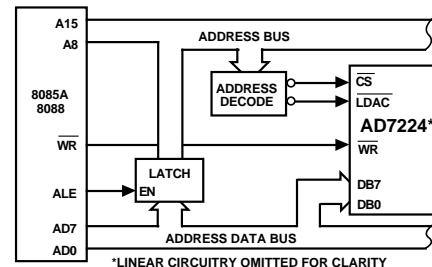 A15
ADDRESS BUS
A8
8085A
8088
ADDRESS
DECODE
CS
LDAC
AD7224*
WR
WR
LATCH
EN
ALE
DB7
DB0
AD7
ADDRESS DATA BUS
AD0
*LINEAR CIRCUITRY OMITTED FOR CLARITY